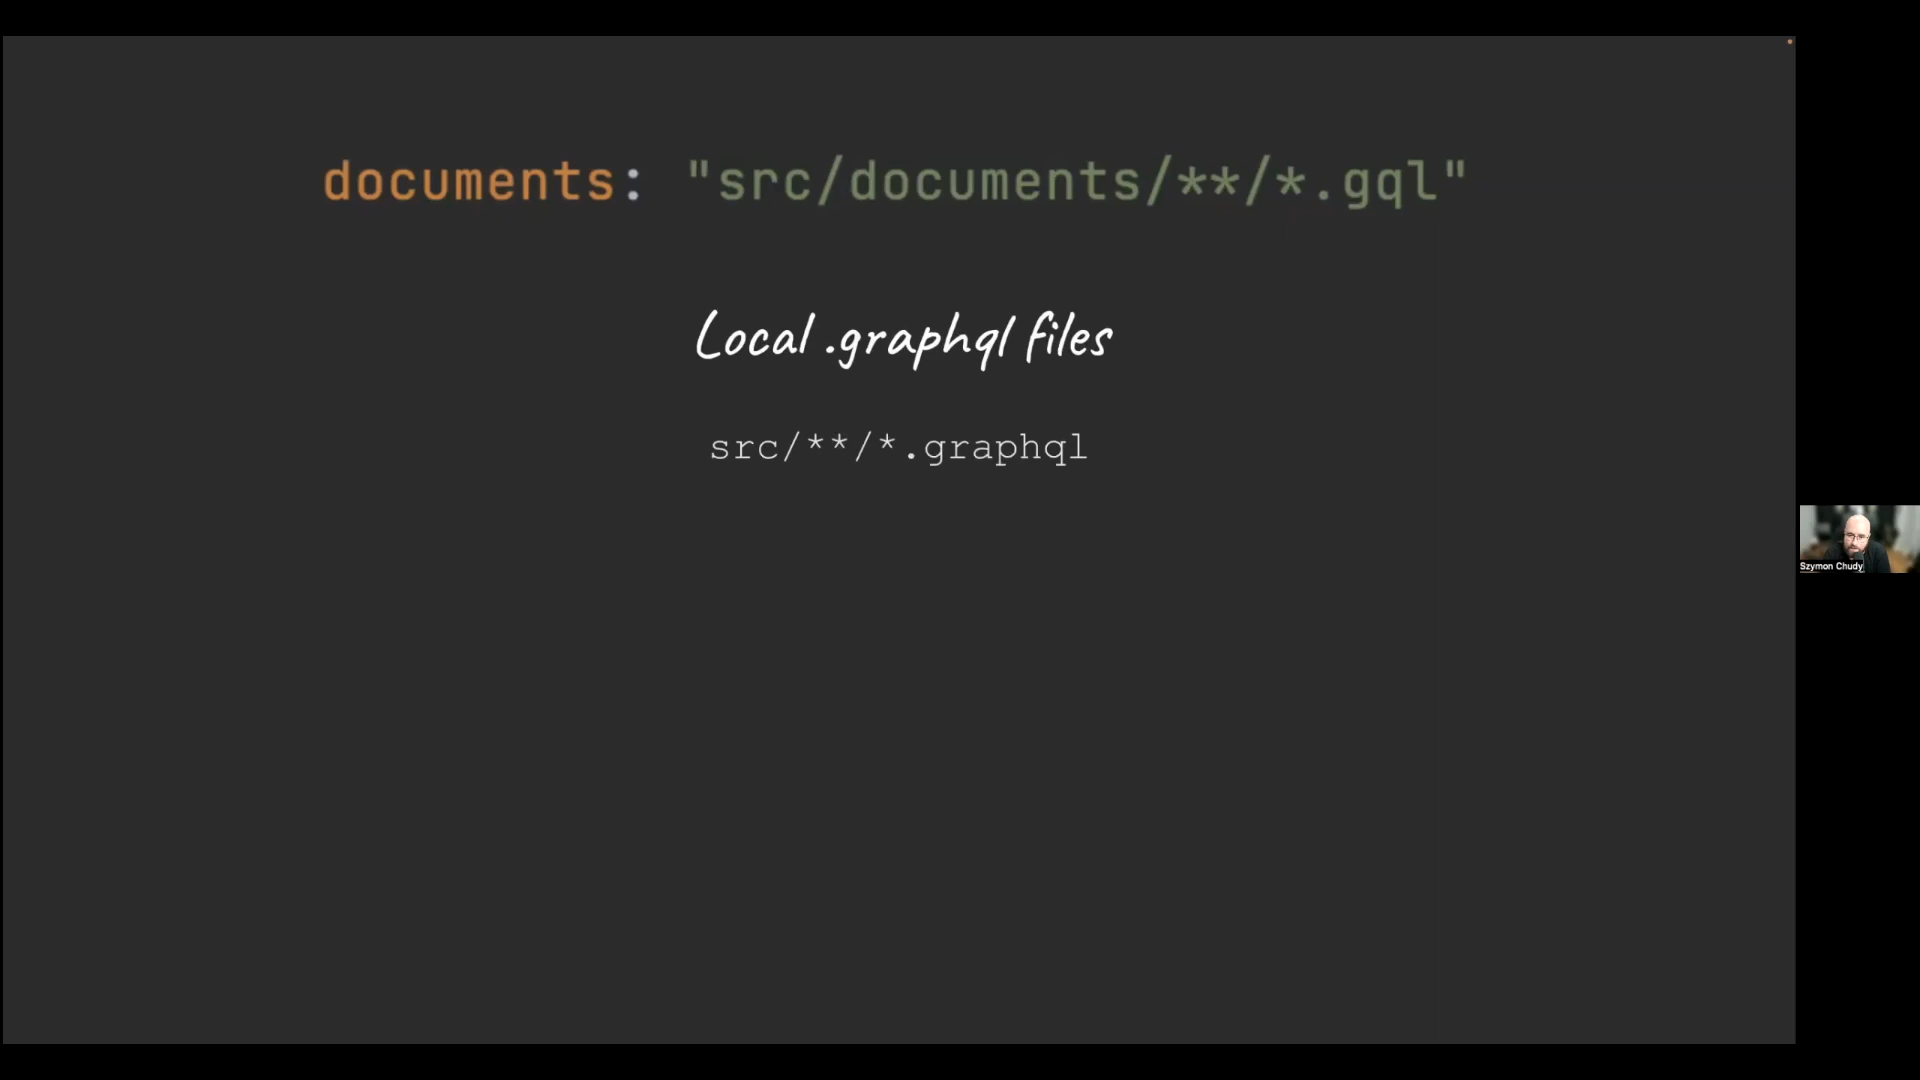 documents: "src/documents/**/*.gql"
Local .graphql files
src/**/*.graphql
Szymon Chudy